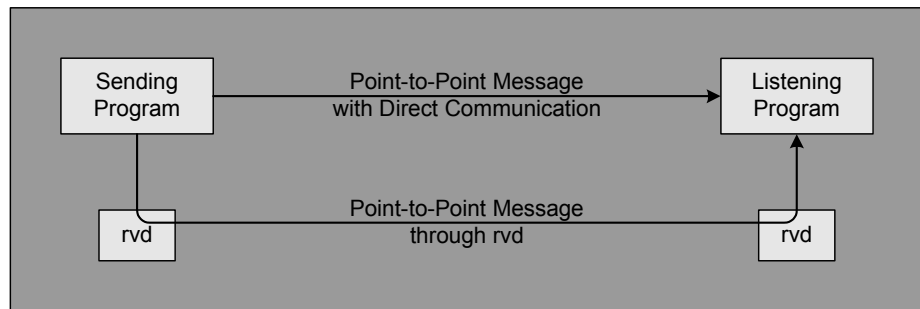 Sending
Program
Point-to-Point Message
with Direct Communication
Listening
Program
Point-to-Point Message
through rvd
rvd
rvd